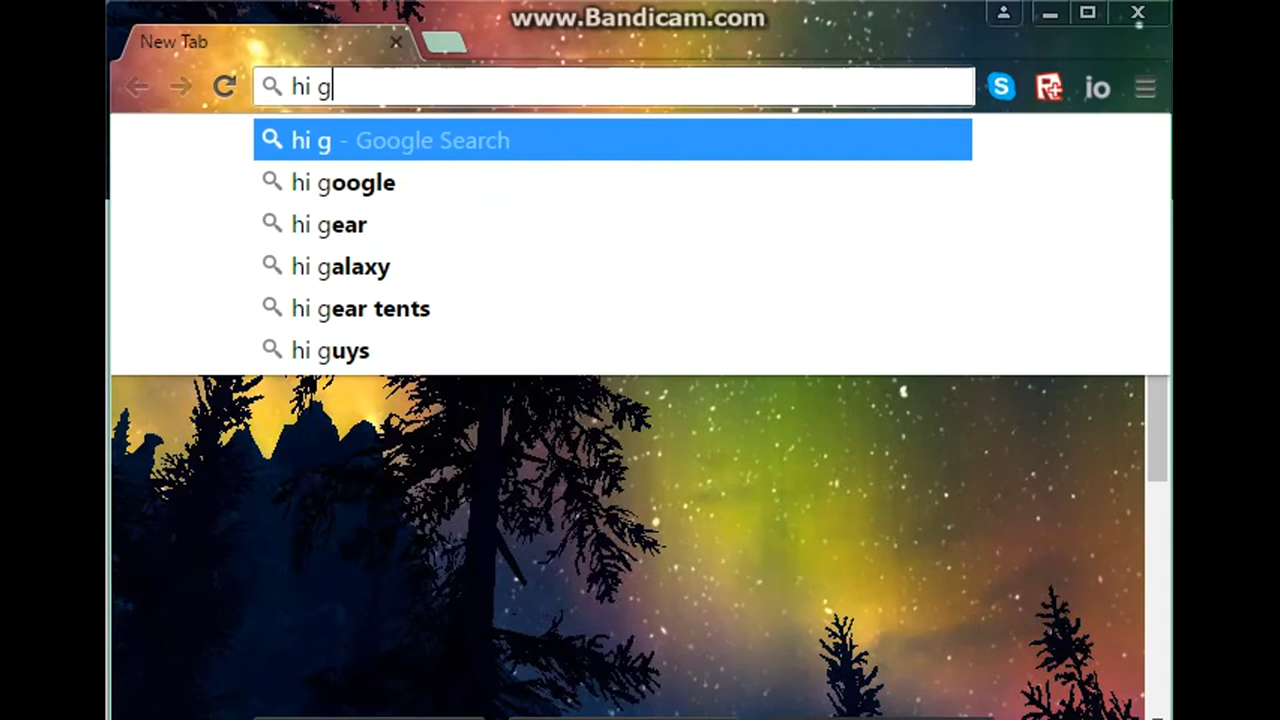 www.Bandicam.com
New Tab
hi g
S
R+
io
hi g - Google Search
hi google
hi gear
hi galaxy
hi gear tents
hi guys